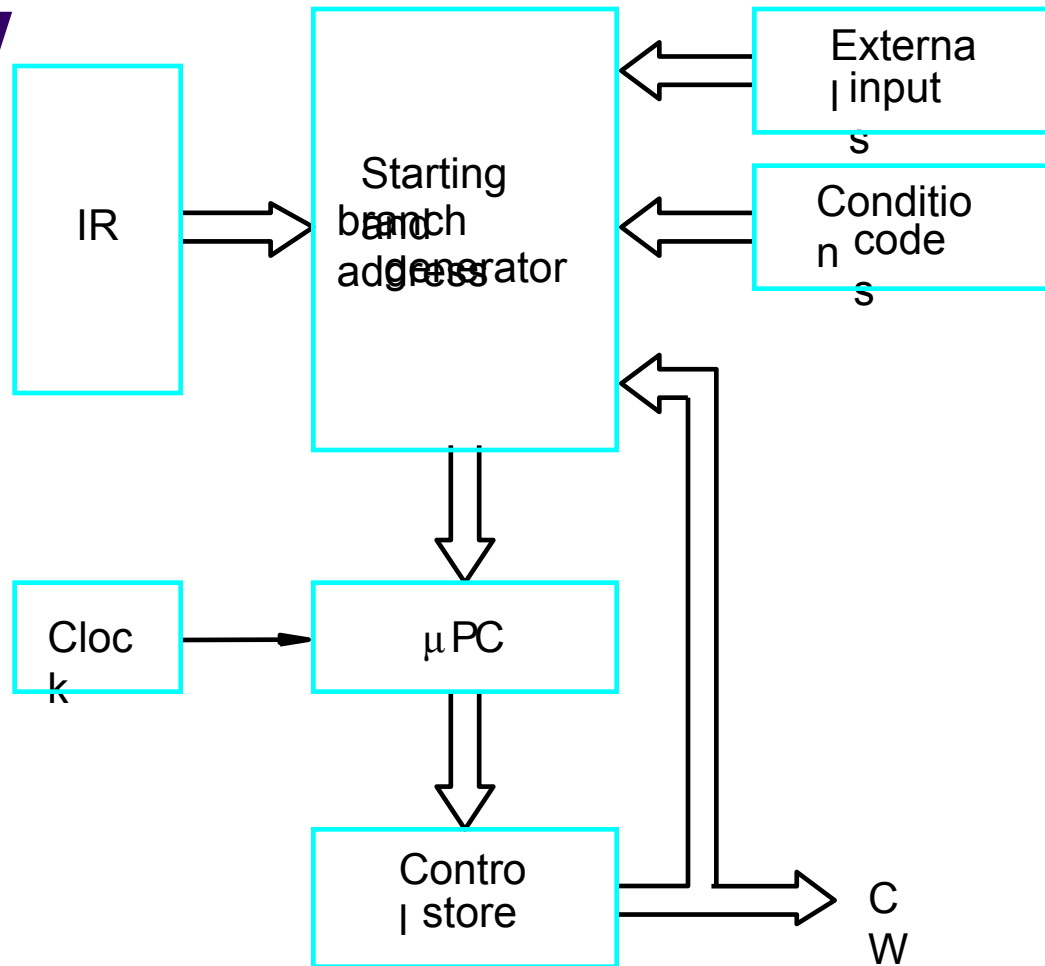 Externa
l input
s
IR
Starting
and
branch
address
generator
Conditio
n code
s
Cloc
k
μPC
Contro
l store
C
W